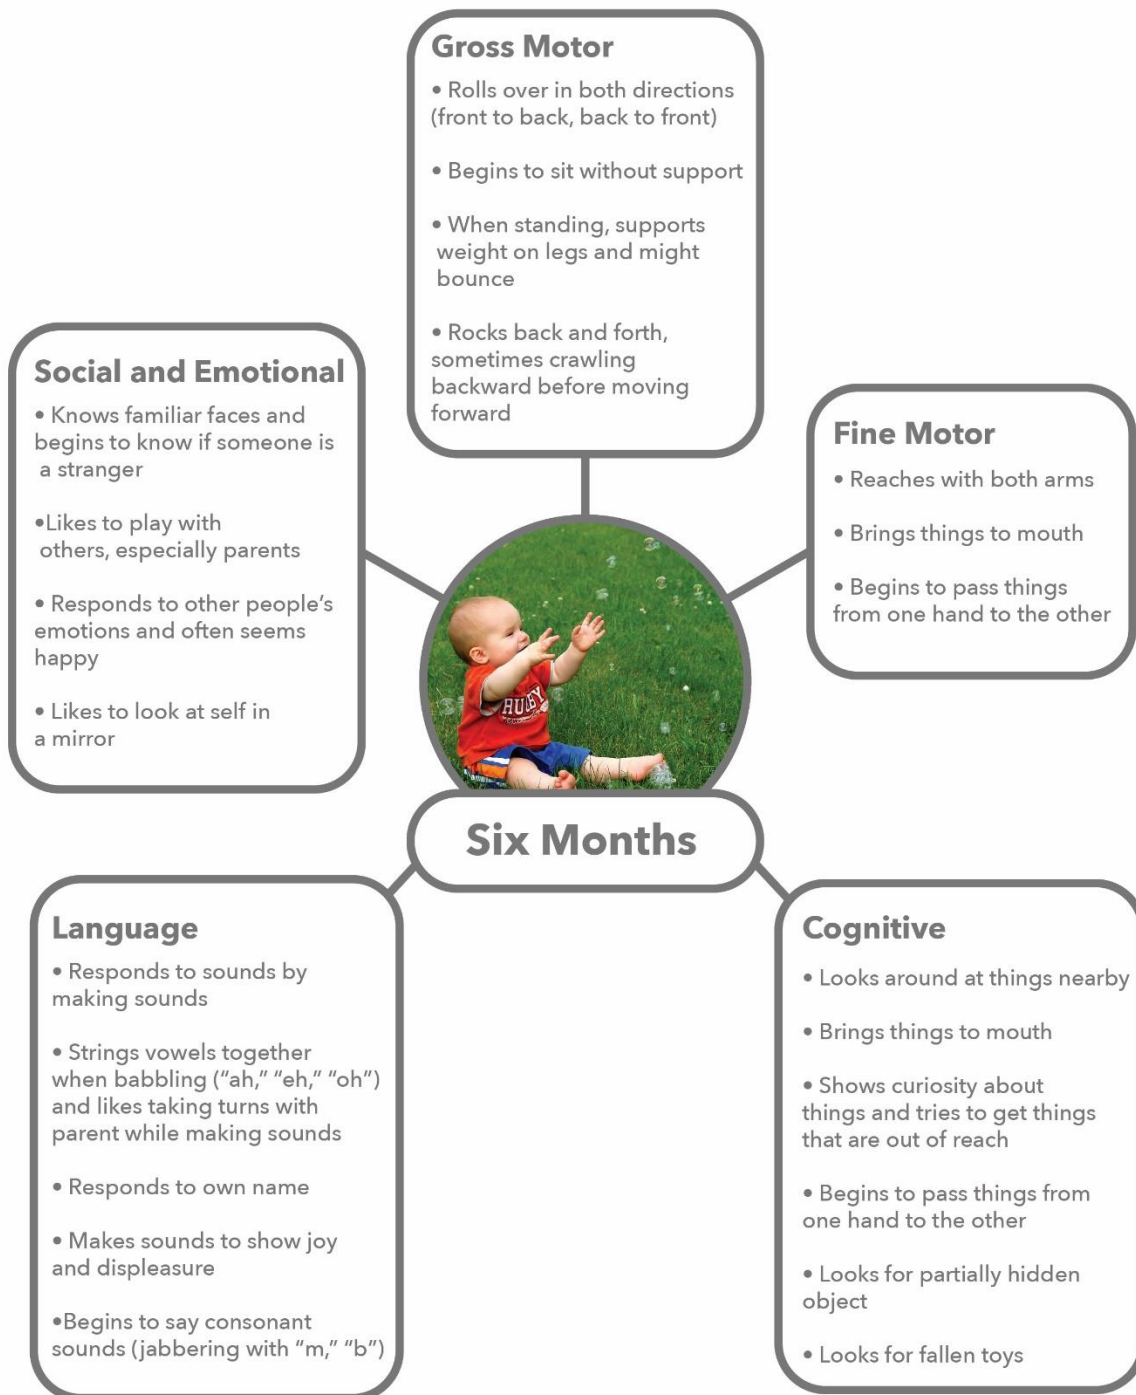 Gross Motor
• Rolls over in both directions
(front to back, back to front)
• Begins to sit without support
• When standing, supports
weight on legs and might
bounce
• Rocks back and forth,
sometimes crawling
backward before moving
forward
Social and Emotional
• Knows familiar faces and
begins to know if someone is
a stranger
•Likes to play with
others, especially parents
• Responds to other people’s
emotions and often seems
happy
• Likes to look at self in
a mirror
Fine Motor
• Reaches with both arms
• Brings things to mouth
• Begins to pass things
from one hand to the other
Six Months
Language
• Responds to sounds by
making sounds
• Strings vowels together
when babbling (“ah,” “eh,” “oh”)
and likes taking turns with
parent while making sounds
• Responds to own name
• Makes sounds to show joy
and displeasure
•Begins to say consonant
sounds (jabbering with “m,” “b”)
Cognitive
• Looks around at things nearby
• Brings things to mouth
• Shows curiosity about
things and tries to get things
that are out of reach
• Begins to pass things from
one hand to the other
• Looks for partially hidden
object
• Looks for fallen toys